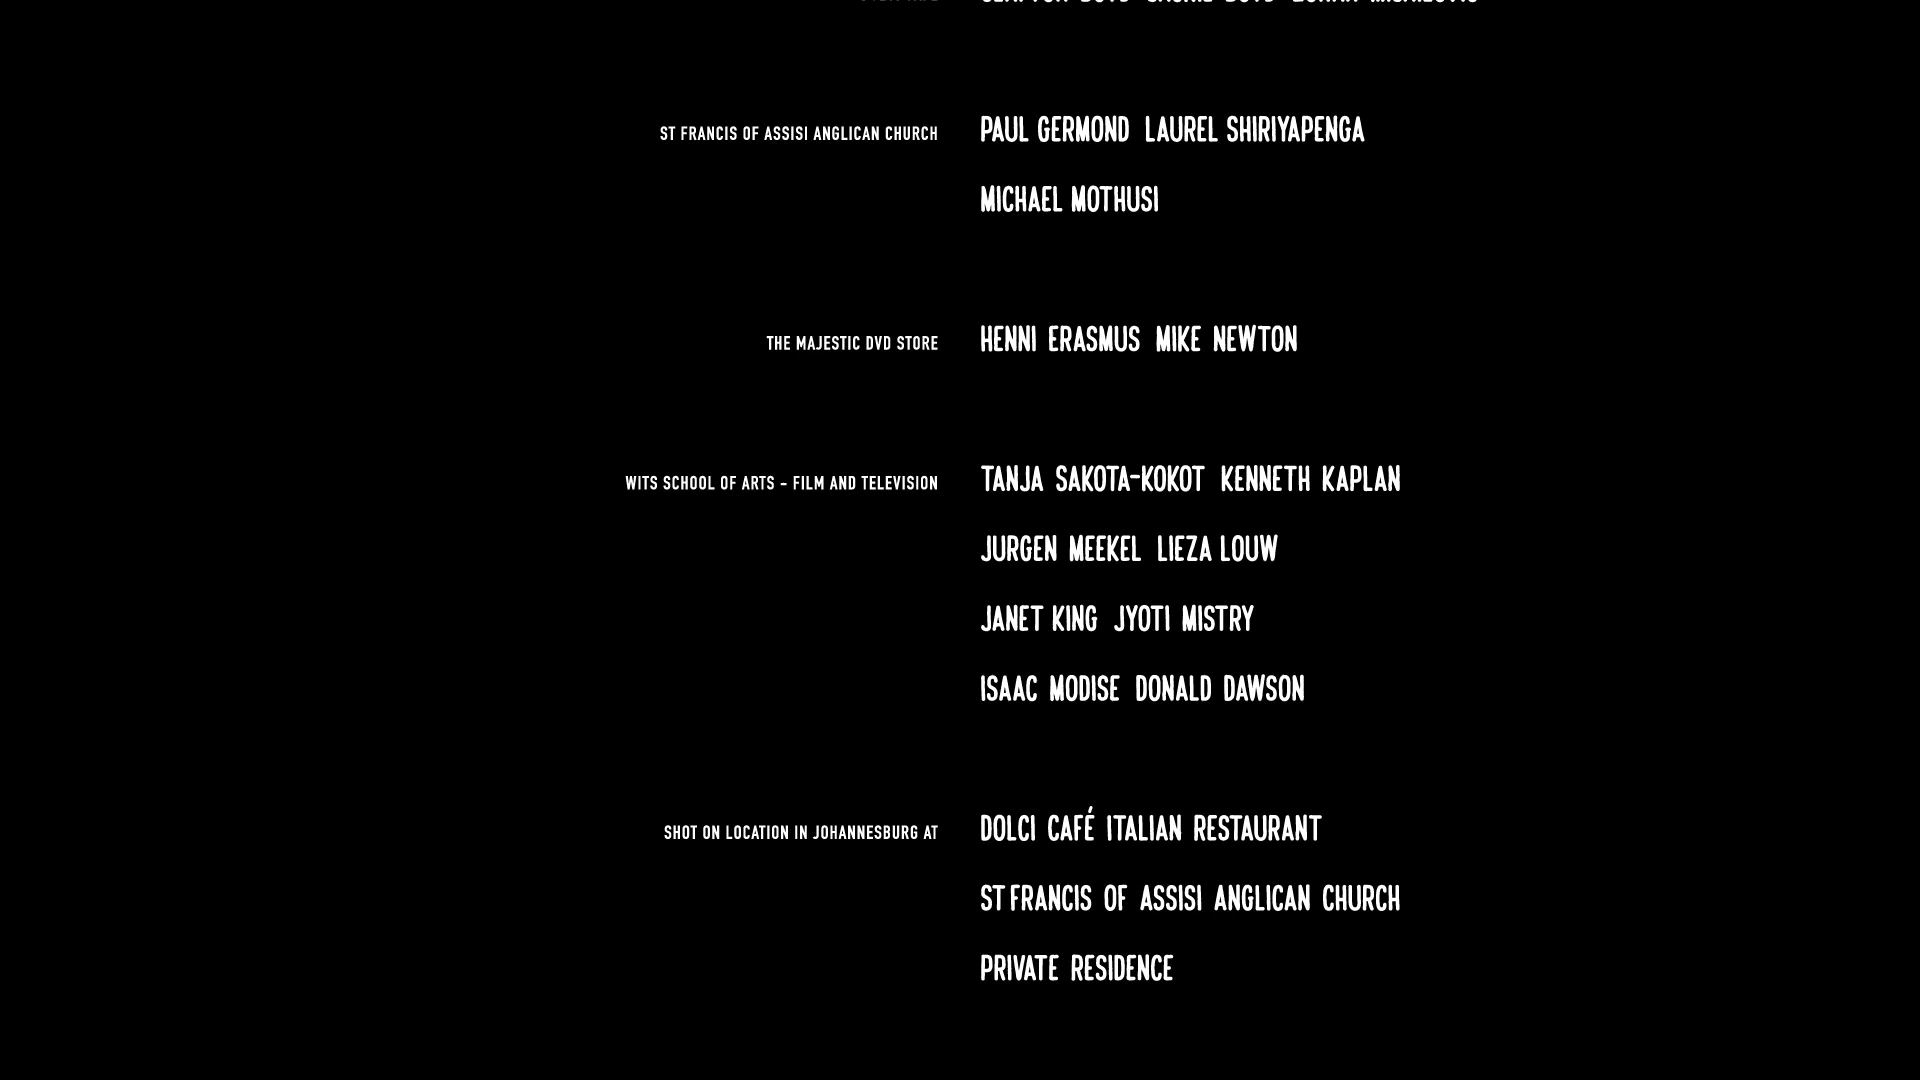 ST FRANCIS OF ASSISI ANGLICAN CHURCH PAUL GERMOND LAUREL SHIRIYAPENGA
MICHAEL MOTHUSI
THE MAJESTIC DVD STORE HENNI ERASMUS MIKE NEWTON
WITS SCHOOL OF ARTS - FILM AND TELEVISION TANJA SAKOTA-KOKOT KENNETH KAPLAN
JURGEN MEEKEL LIEZA LOUW
JANET KING JYOTI MISTRY
ISAAC MODISE DONALD DAWSON
SHOT ON LOCATION IN JOHANNESBURG AT DOLCI CAFÉ ITALIAN RESTAURANT
ST FRANCIS OF ASSISI ANGLICAN CHURCH
PRIVATE RESIDENCE